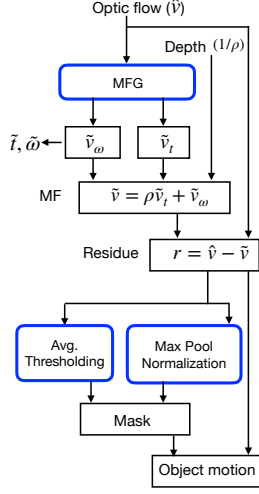 Optic flow (v̂)
Depth (1/ρ)
MFG
t̃, ω̃
ṽ_ω
ṽ_t
MF
ṽ = ρṽ_t + ṽ_ω
Residue
r = v̂ − ṽ
Avg.
Thresholding
Max Pool
Normalization
Mask
Object motion